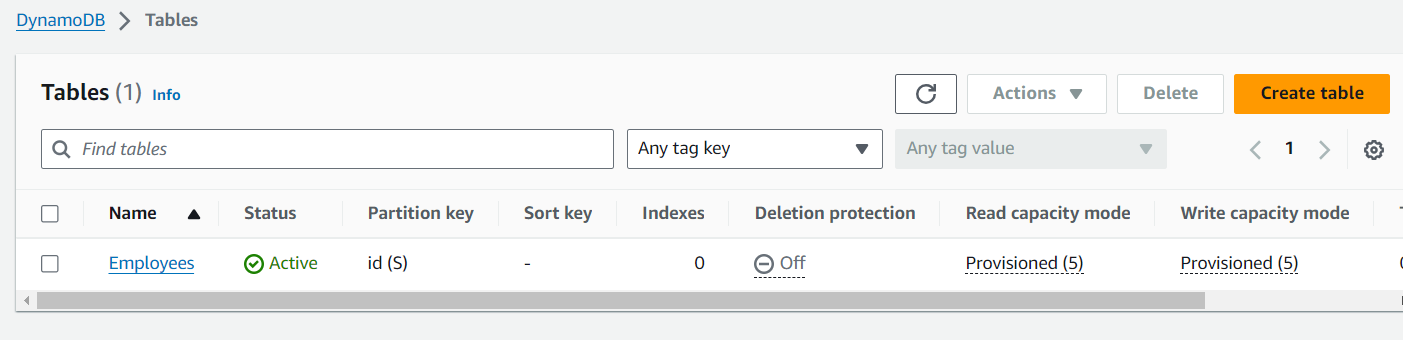 DynamoDB > Tables
Tables (1) Info Actions Delete Create table
Find tables Any tag key Any tag value 1
Name Status Partition key Sort key Indexes Deletion protection Read capacity mode Write capacity mode
Employees Active id (S) - 0 Off Provisioned (5) Provisioned (5)